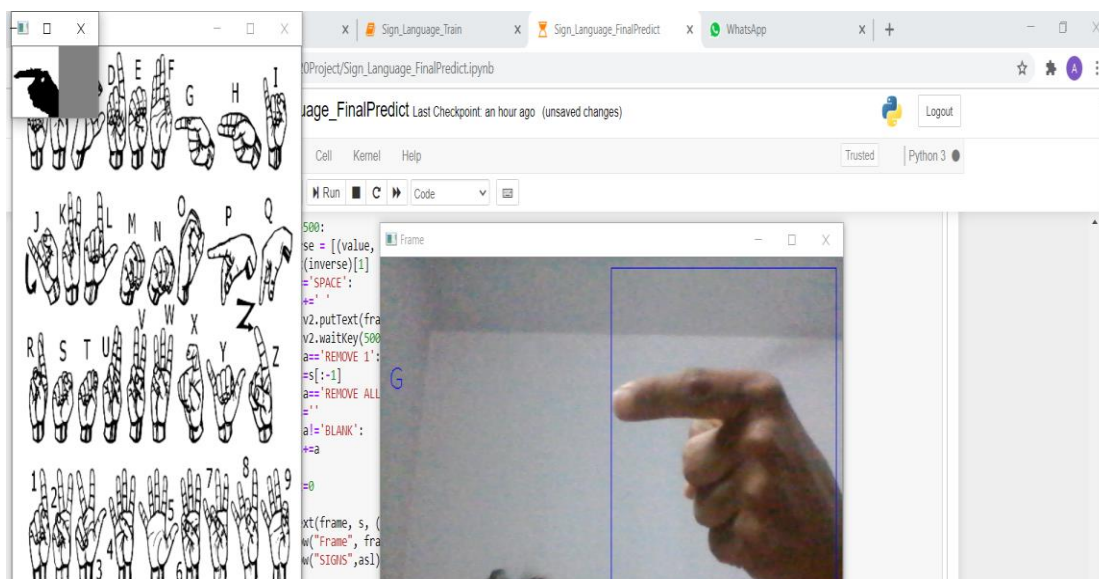 X Sign_Language_Train X Sign_Language_FinalPredict X WhatsApp X +
20Project/Sign_Language_FinalPredict.ipynb A
uage_FinalPredict Last Checkpoint: an hour ago (unsaved changes) Logout
Cell Kernel Help Trusted Python 3
Run Code
D E F
G H I
J K L M N O P Q
R S T U V W X Y Z Z
1 2 3 4 5 6 7 8 9
500:
se = [(value,
(inverse)[1]
='SPACE':
+=' '
v2.putText(fra
v2.waitKey(500
a=='REMOVE 1':
=s[:-1]
a=='REMOVE ALL
=''
a!='BLANK':
+=a
=0
xt(frame, s, (
w("Frame", fra
w("SIGNS",asl)
Frame
G